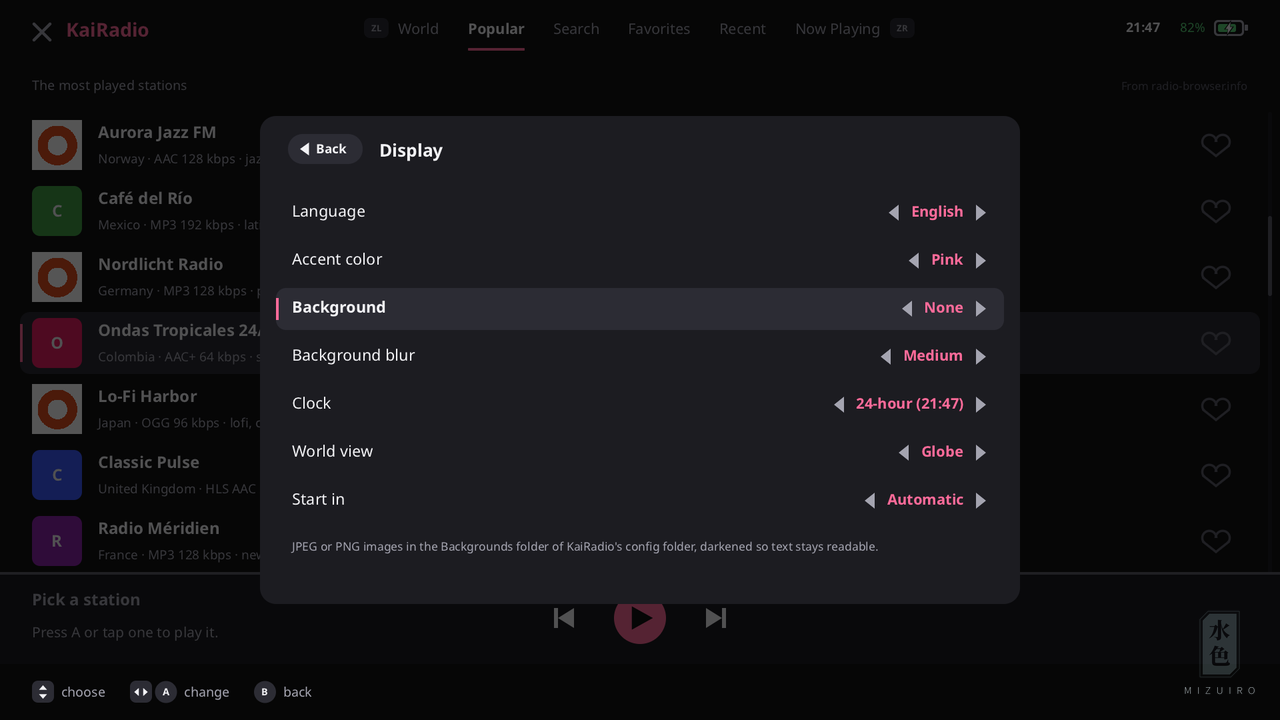 KaiRadio
ZL World Popular Search Favorites Recent Now Playing ZR
21:47 82%
The most played stations
From radio-browser.info
Aurora Jazz FM
Norway · AAC 128 kbps · jaz
C
Café del Río
Mexico · MP3 192 kbps · lat
Nordlicht Radio
Germany · MP3 128 kbps ·
O
Ondas Tropicales 24/
Colombia · AAC+ 64 kbps · s
Lo-Fi Harbor
Japan · OGG 96 kbps · lofi, c
C
Classic Pulse
United Kingdom · HLS AAC
R
Radio Méridien
France · MP3 128 kbps · nev
Back
Display
Language English
Accent color Pink
Background None
Background blur Medium
Clock 24-hour (21:47)
World view Globe
Start in Automatic
JPEG or PNG images in the Backgrounds folder of KaiRadio's config folder, darkened so text stays readable.
Pick a station
Press A or tap one to play it.
水色
MIZUIRO
choose A change B back